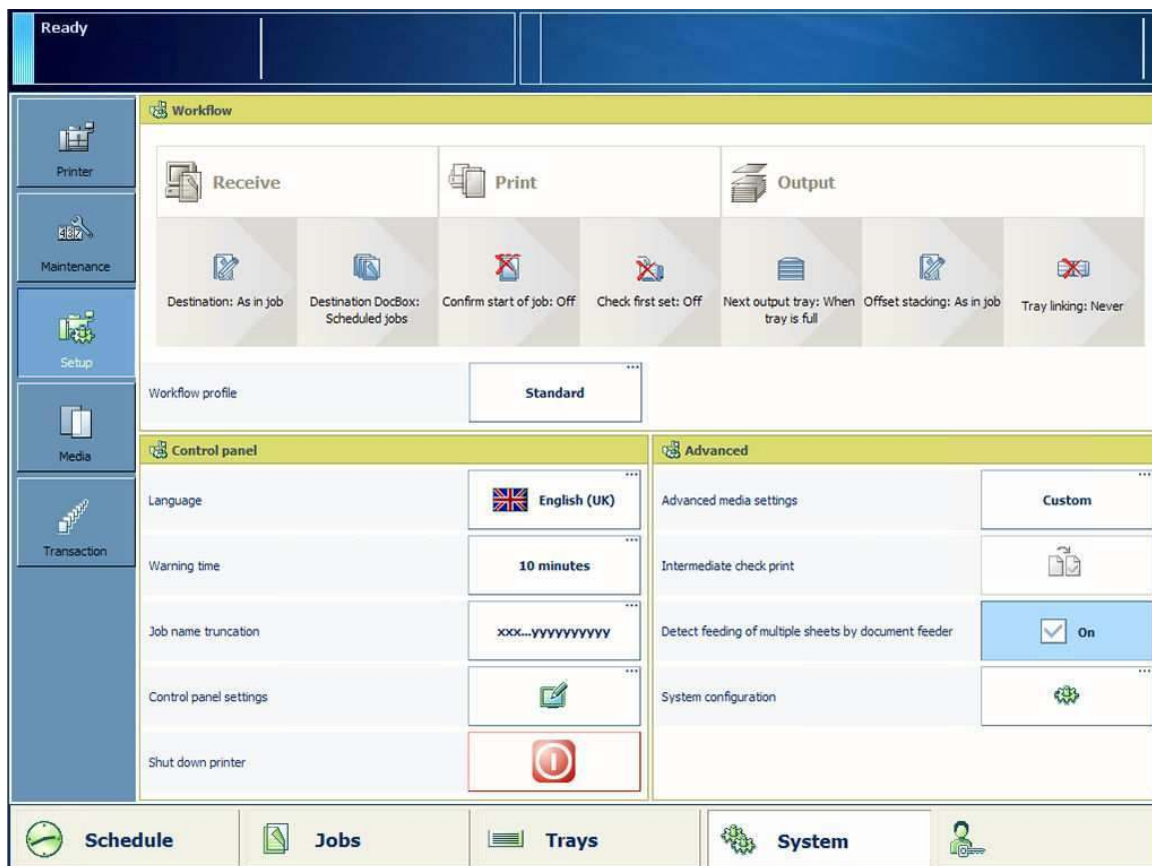 Ready
Printer
Maintenance
Setup
Media
Transaction
Workflow
Receive
Print
Output
Destination: As in job
Destination DocBox:
Scheduled jobs
Confirm start of job: Off
Check first set: Off
Next output tray: When
tray is full
Offset stacking: As in job
Tray linking: Never
Workflow profile
Standard
Control panel
Language
English (UK)
Warning time
10 minutes
Job name truncation
xxx...yyyyyyyyyy
Control panel settings
Shut down printer
Advanced
Advanced media settings
Custom
Intermediate check print
Detect feeding of multiple sheets by document feeder
On
System configuration
Schedule
Jobs
Trays
System